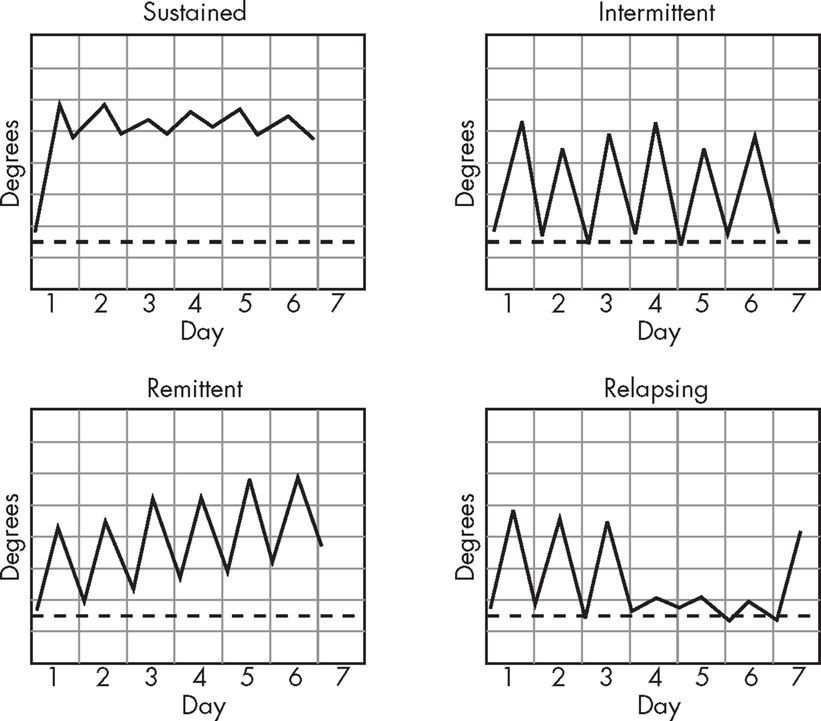 Sustained
Degrees
1 2 3 4 5 6 7
Day
Intermittent
Degrees
1 2 3 4 5 6 7
Day
Remittent
Degrees
1 2 3 4 5 6 7
Day
Relapsing
Degrees
1 2 3 4 5 6 7
Day